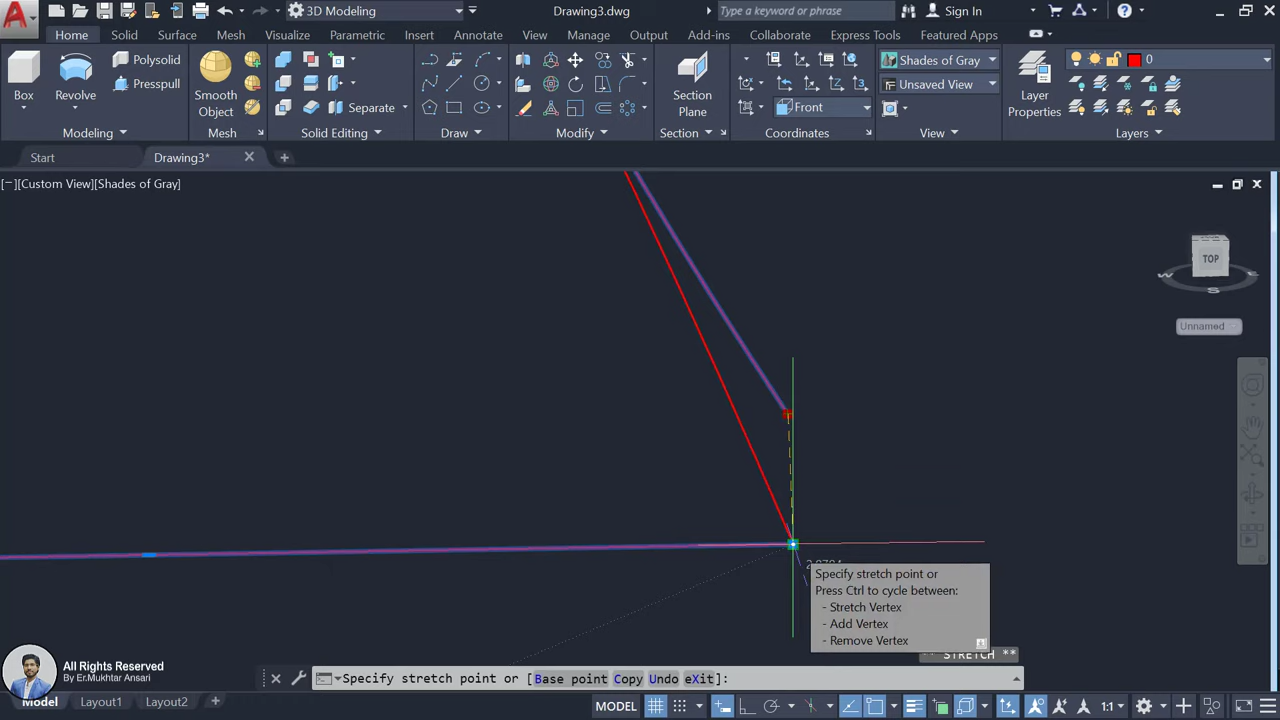 3D Modeling
Drawing3.dwg
Type a keyword or phrase
Sign In
Home Solid Surface Mesh Visualize Parametric Insert Annotate View Manage Output Add-ins Collaborate Express Tools Featured Apps
Polysolid
Presspull
Box
Revolve
Smooth
Object
Separate
Section
Plane
Front
Shades of Gray
Unsaved View
Layer
Properties
0
Modeling Mesh Solid Editing Draw Modify Section Coordinates View Layers
Start Drawing3*
[−][Custom View][Shades of Gray]
TOP
W
S
E
Unnamed
Specify stretch point or
Press Ctrl to cycle between:
- Stretch Vertex
- Add Vertex
- Remove Vertex
** STRETCH **
All Rights Reserved
By Er.Mukhtar Ansari
Specify stretch point or [Base point Copy Undo eXit]:
Model Layout1 Layout2 +
MODEL
1:1